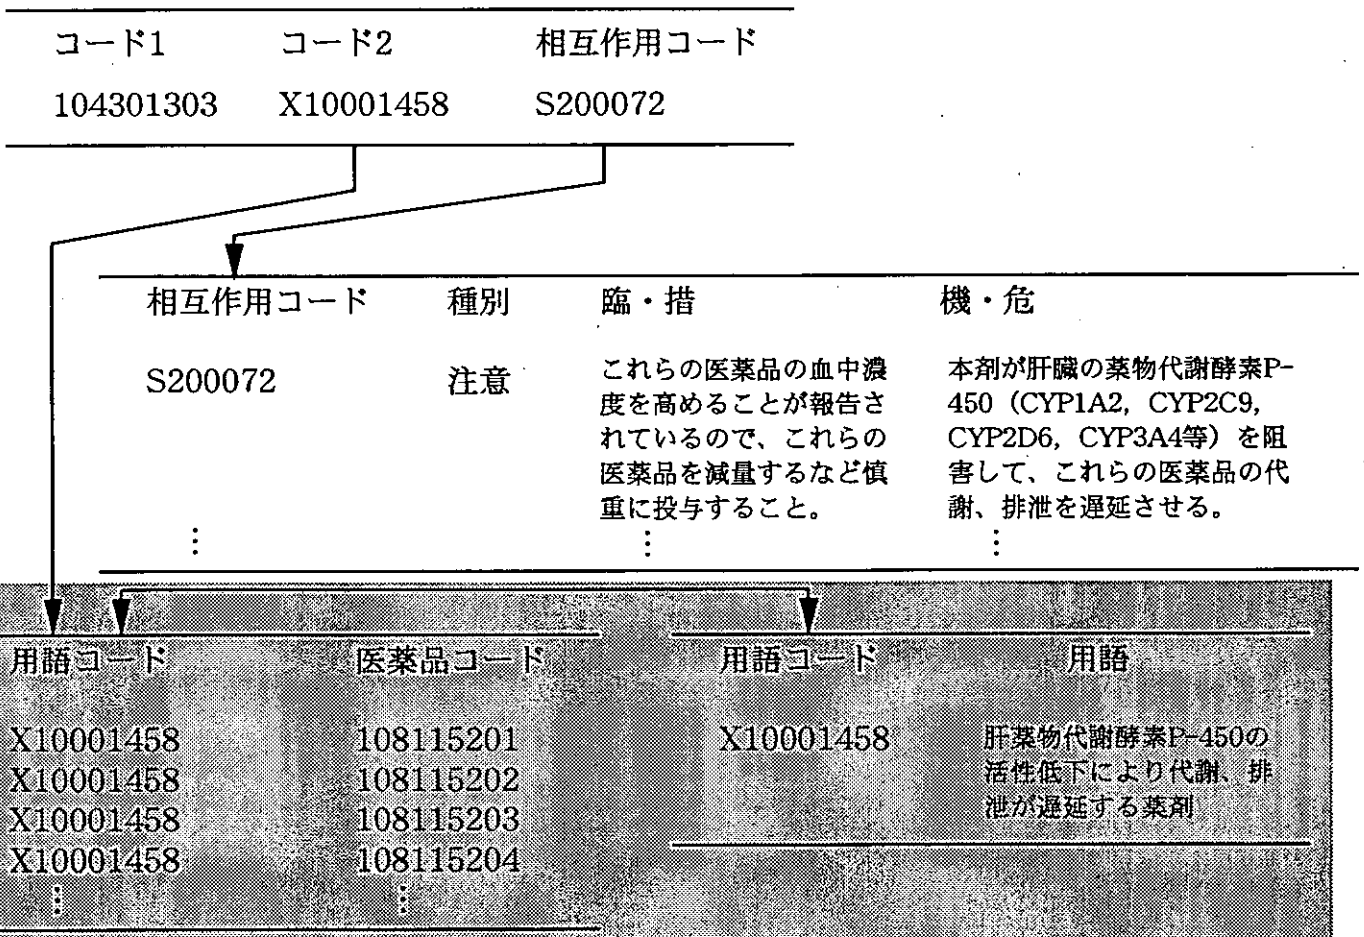 コード1 コード2 相互作用コード
104301303 X10001458 S200072
相互作用コード 種別 臨・措 機・危
S200072 注意
これらの医薬品の血中濃
度を高めることが報告さ
れているので、これらの
医薬品を減量するなど慎
重に投与すること。
本剤が肝臓の薬物代謝酵素P-
450（CYP1A2，CYP2C9，
CYP2D6，CYP3A4等）を阻
害して、これらの医薬品の代
謝、排泄を遅延させる。
⋮ ⋮ ⋮
用語コード 医薬品コード
X10001458 108115201
X10001458 108115202
X10001458 108115203
X10001458 108115204
⋮ ⋮
用語コード 用語
X10001458 肝薬物代謝酵素P-450の
活性低下により代謝、排
泄が遅延する薬剤